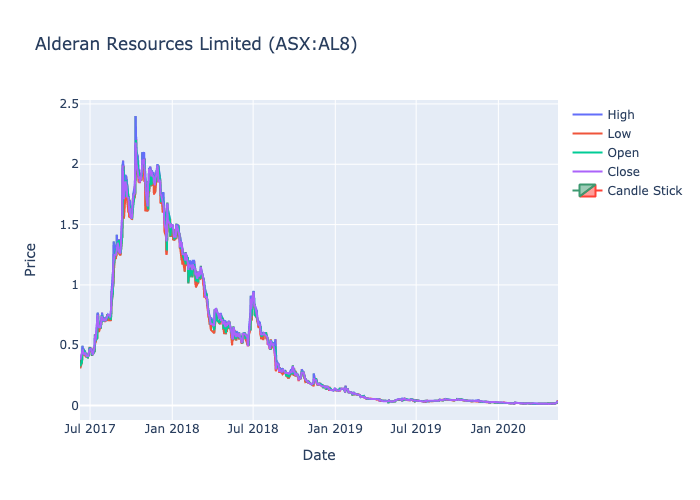 Alderan Resources Limited (ASX:AL8)
2.5
2
1.5
1
0.5
0
Price
Jul 2017
Jan 2018
Jul 2018
Jan 2019
Jul 2019
Jan 2020
Date
High
Low
Open
Close
Candle Stick